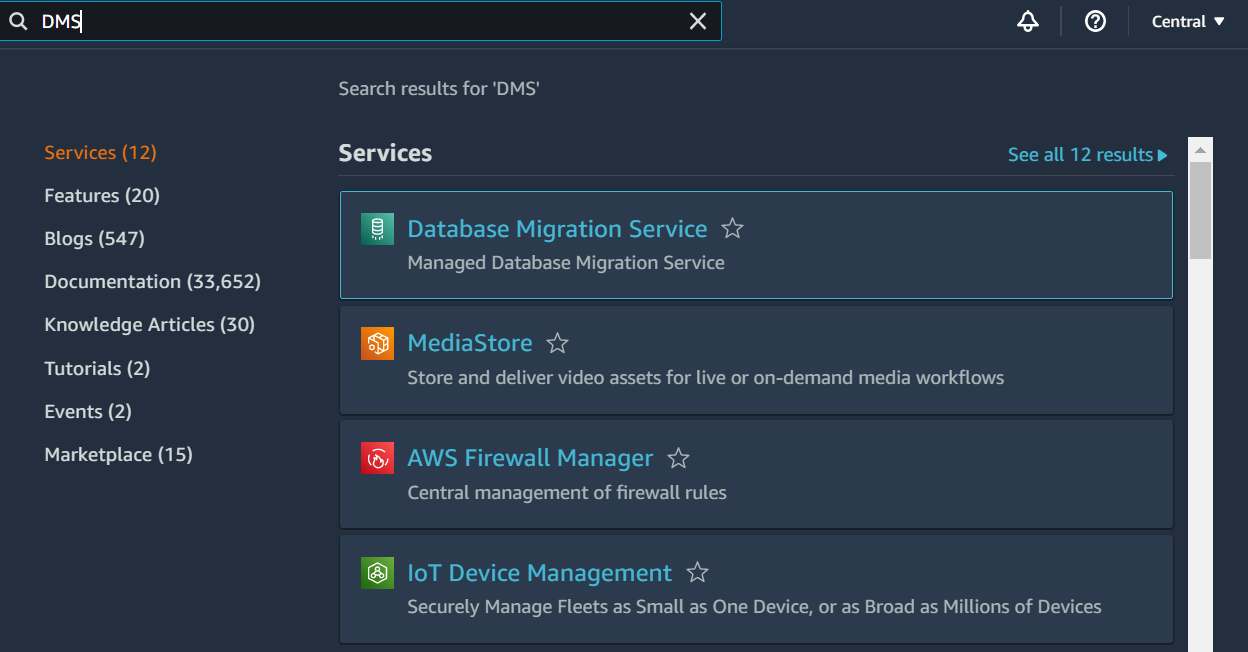 DMS
Central
Search results for 'DMS'
Services (12)
Features (20)
Blogs (547)
Documentation (33,652)
Knowledge Articles (30)
Tutorials (2)
Events (2)
Marketplace (15)
Services
See all 12 results
Database Migration Service
Managed Database Migration Service
MediaStore
Store and deliver video assets for live or on-demand media workflows
AWS Firewall Manager
Central management of firewall rules
IoT Device Management
Securely Manage Fleets as Small as One Device, or as Broad as Millions of Devices